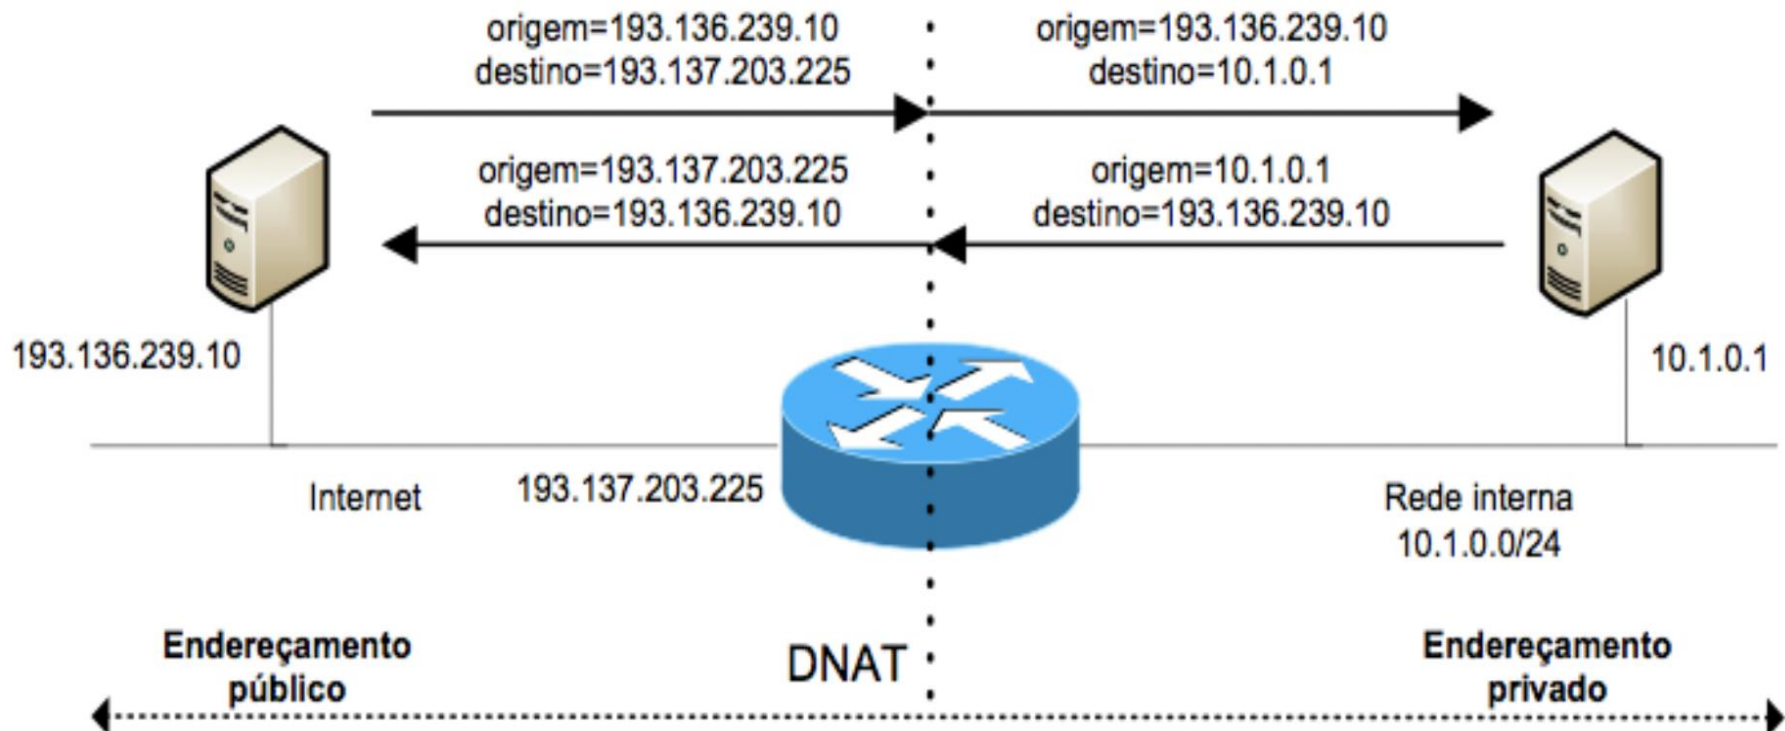 origem=193.136.239.10
destino=193.137.203.225
origem=193.136.239.10
destino=10.1.0.1
origem=193.137.203.225
destino=193.136.239.10
origem=10.1.0.1
destino=193.136.239.10
193.136.239.10
10.1.0.1
Internet
193.137.203.225
Rede interna
10.1.0.0/24
Endereçamento
público
DNAT
Endereçamento
privado